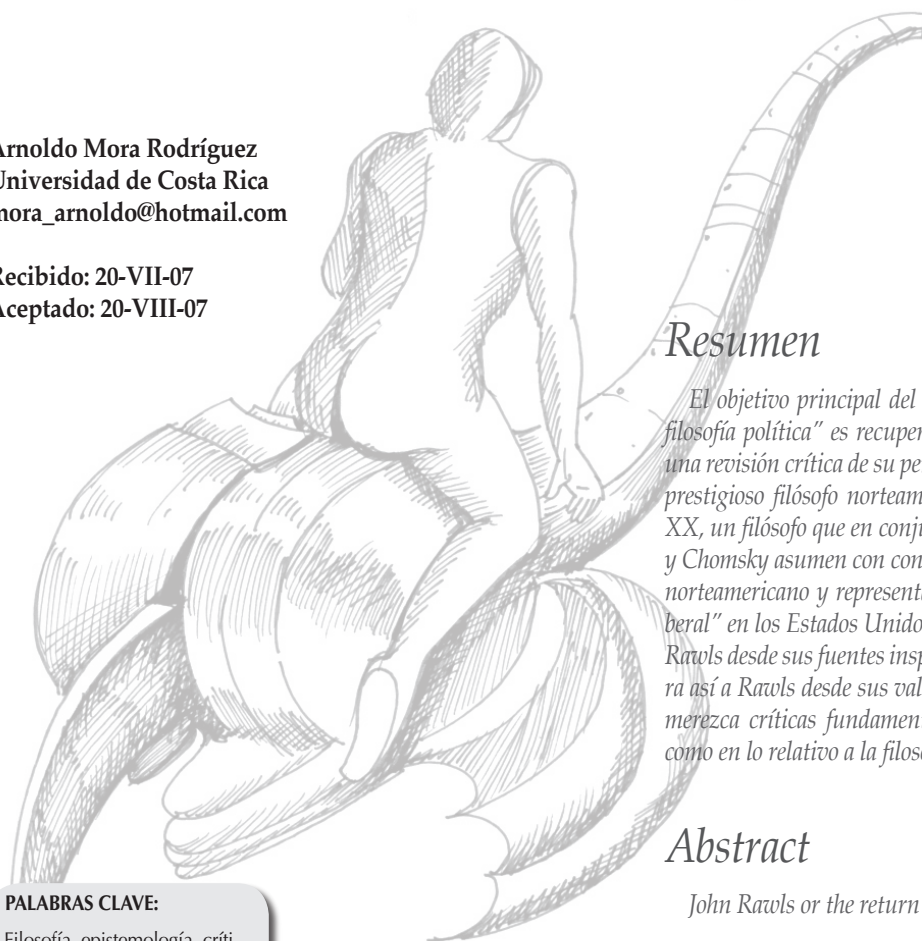 Arnoldo Mora Rodríguez
Universidad de Costa Rica
mora_arnoldo@hotmail.com
Recibido: 20-VII-07
Aceptado: 20-VIII-07
Resumen
El objetivo principal del
filosofía política” es recuper
una revisión crítica de su pe
prestigioso filósofo norteam
XX, un filósofo que en conj
y Chomsky asumen con con
norteamericano y represent
beral” en los Estados Unido
Rawls desde sus fuentes insp
ra así a Rawls desde sus val
merezca críticas fundamen
como en lo relativo a la filos
Abstract
John Rawls or the return
PALABRAS CLAVE:
Filosofía, epistemología, críti